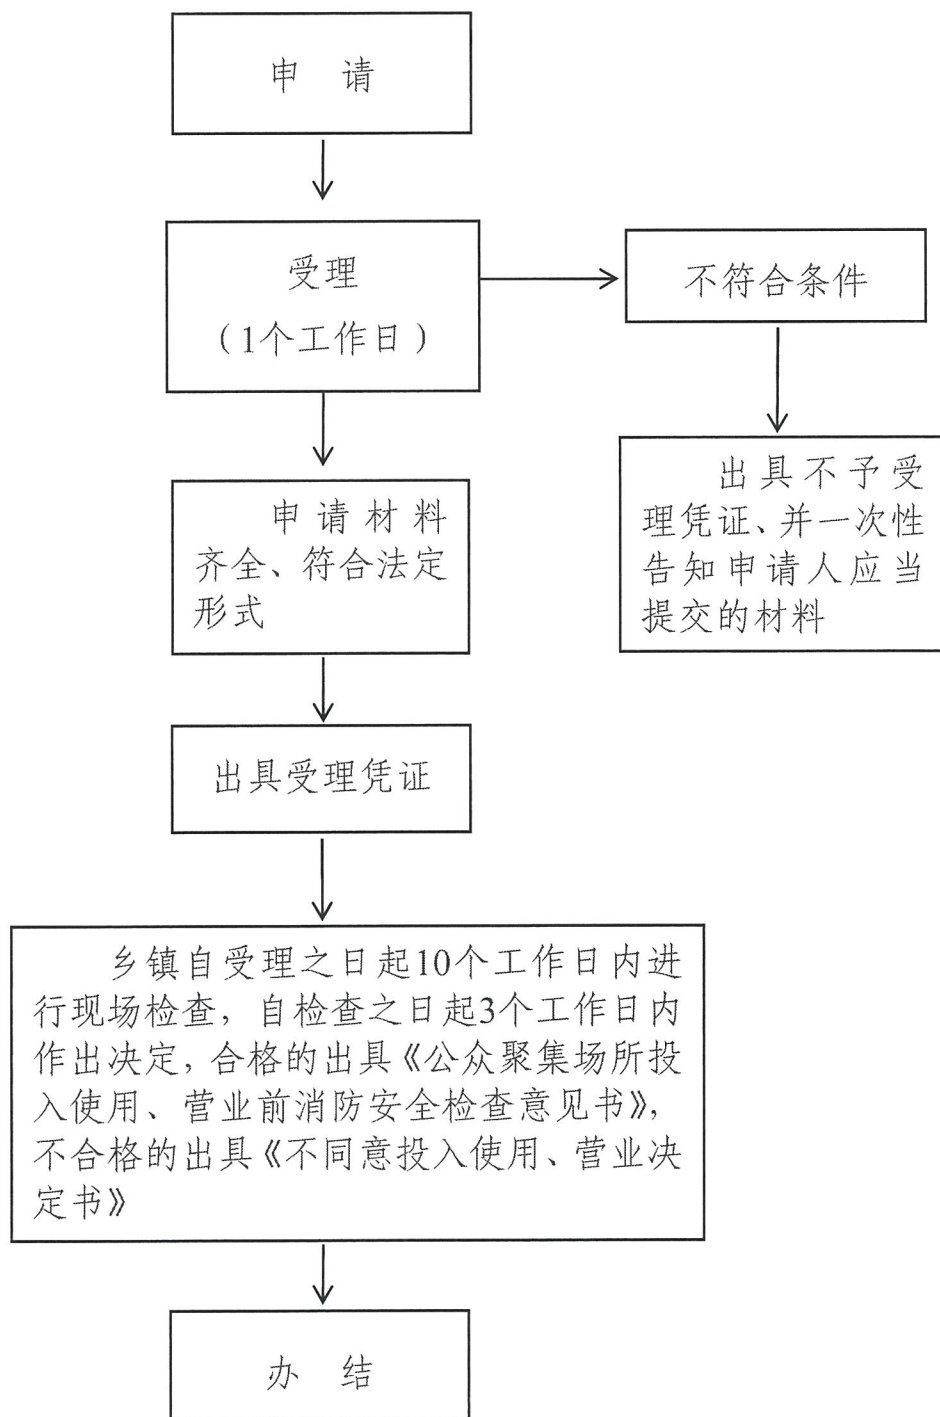 申 请
受理
（1个工作日）
不符合条件
申请材料
齐全、符合法定
形式
出具不予受
理凭证、并一次性
告知申请人应当
提交的材料
出具受理凭证
乡镇自受理之日起10个工作日内进
行现场检查，自检查之日起3个工作日内
作出决定，合格的出具《公众聚集场所投
入使用、营业前消防安全检查意见书》，
不合格的出具《不同意投入使用、营业决
定书》
办 结